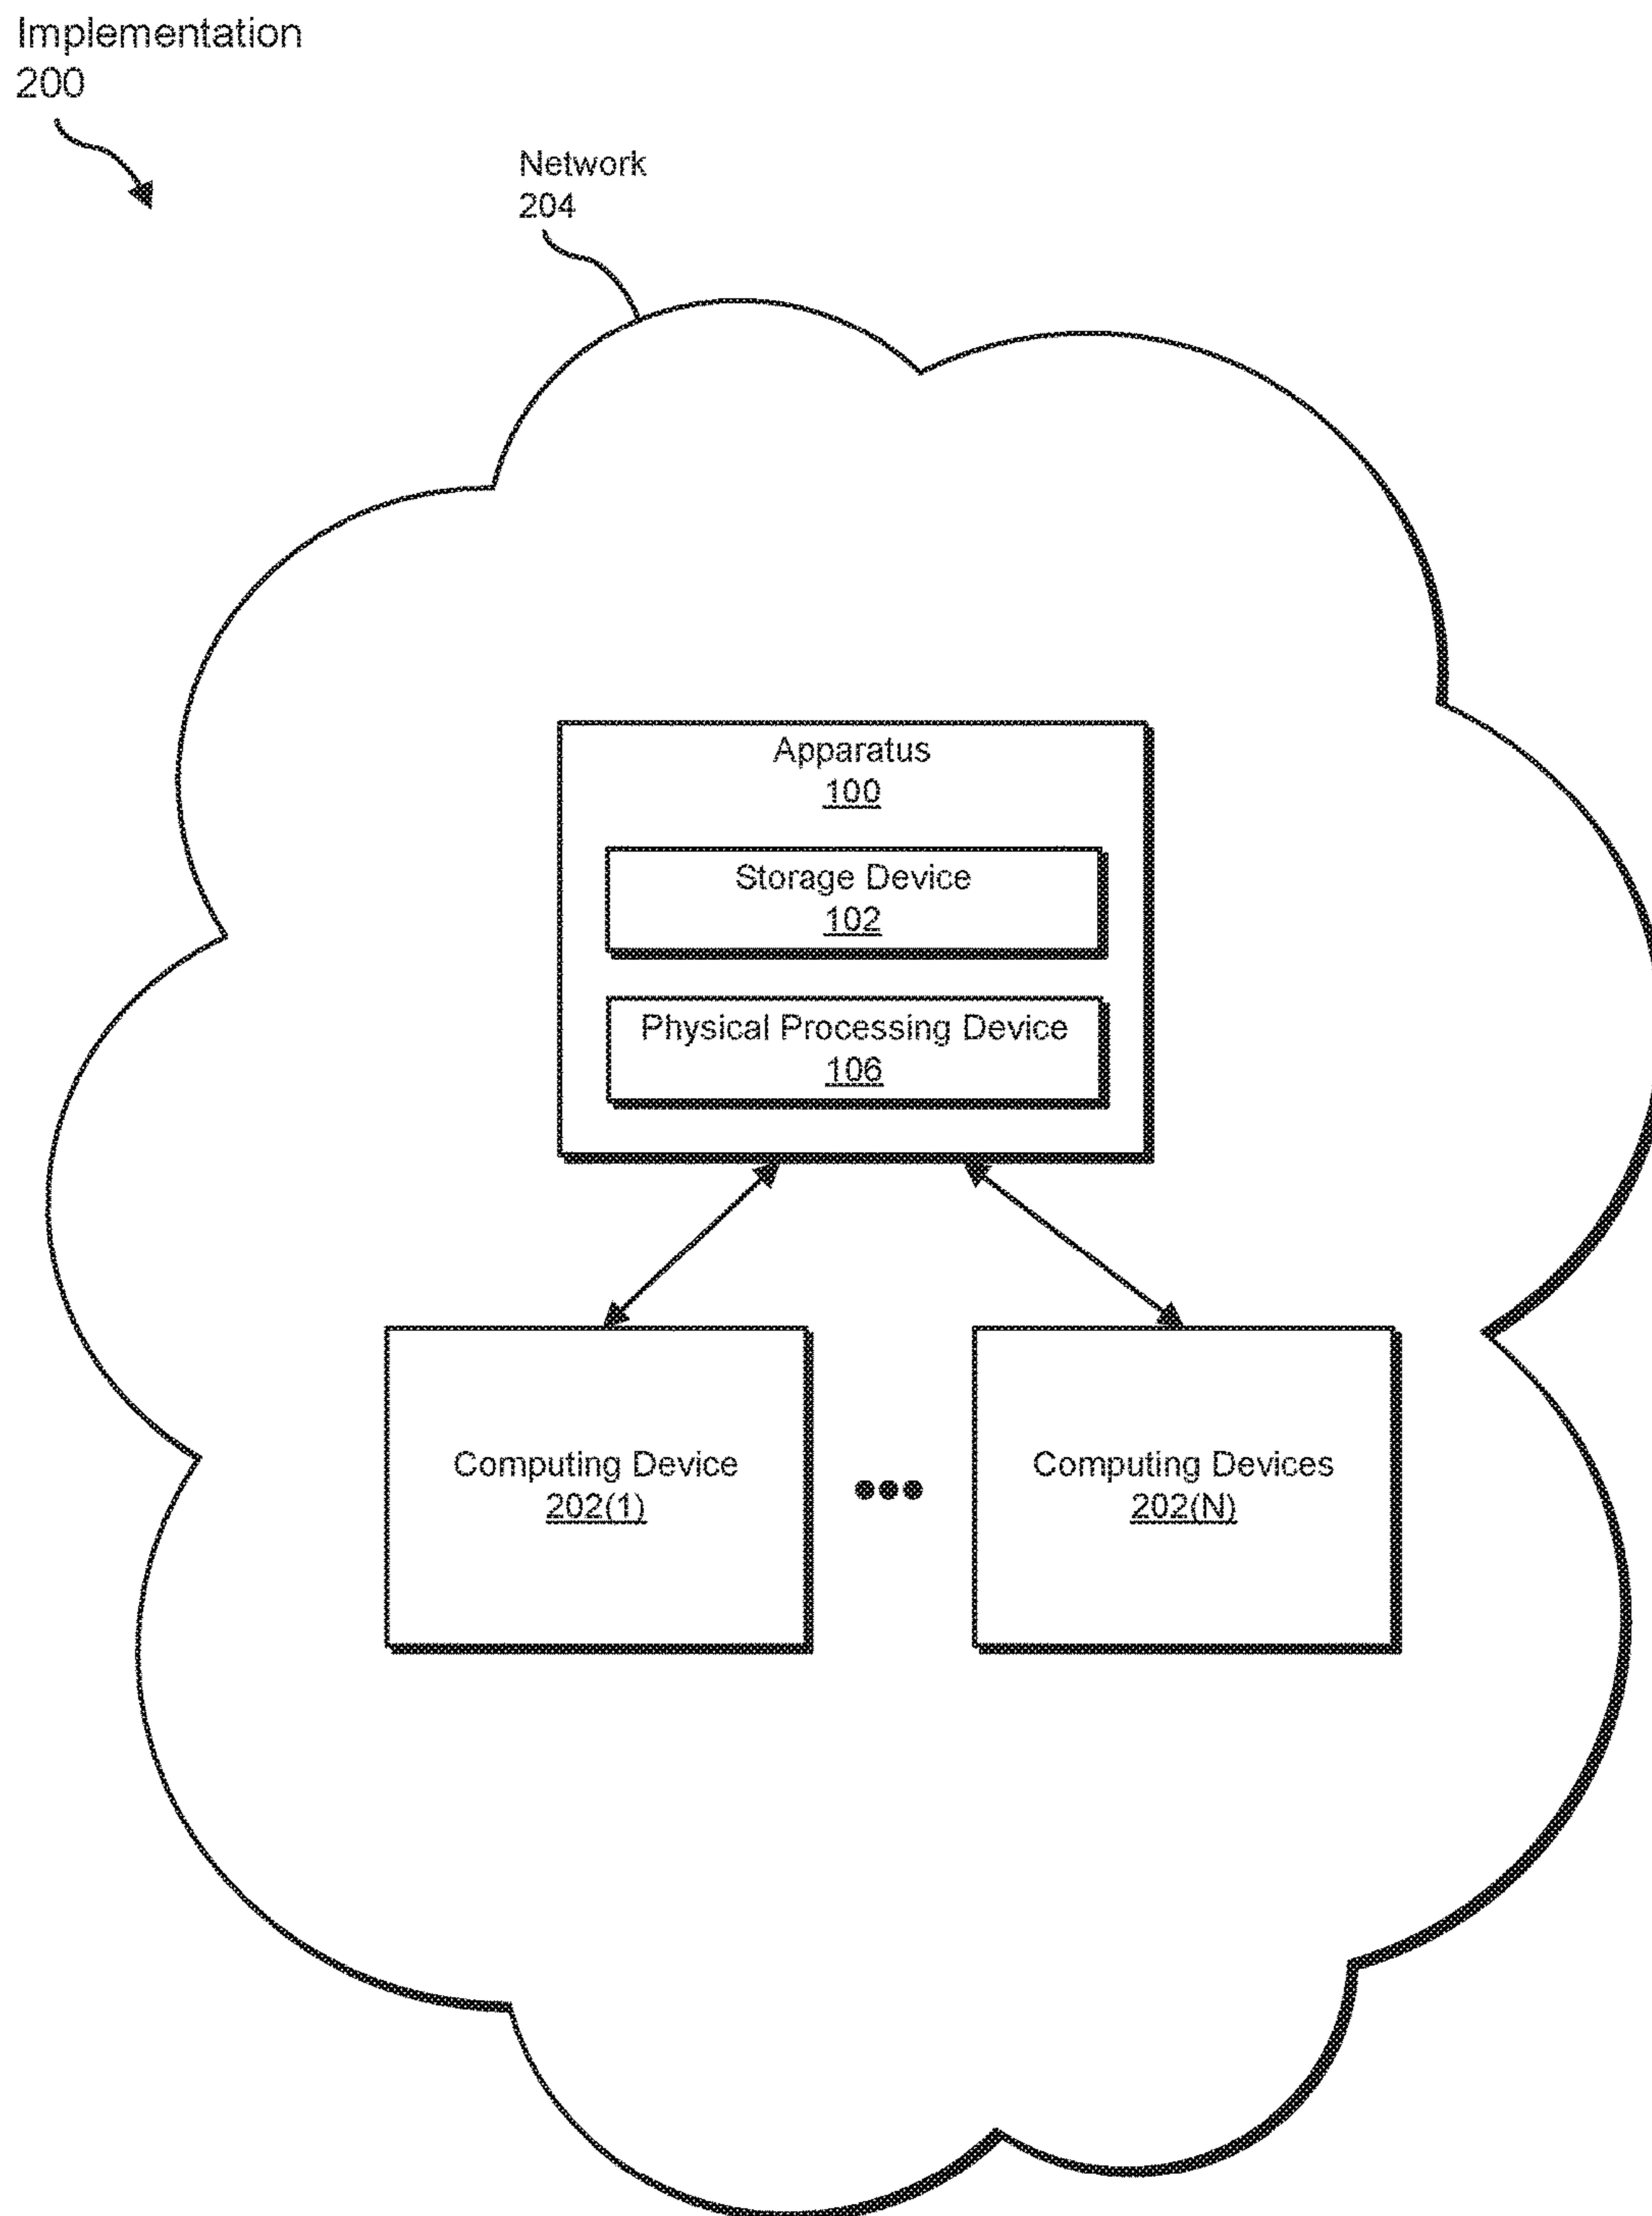 Implementation
200
Network
204
Apparatus
100
Storage Device
102
Physical Processing Device
106
Computing Device
202(1)
Computing Devices
202(N)